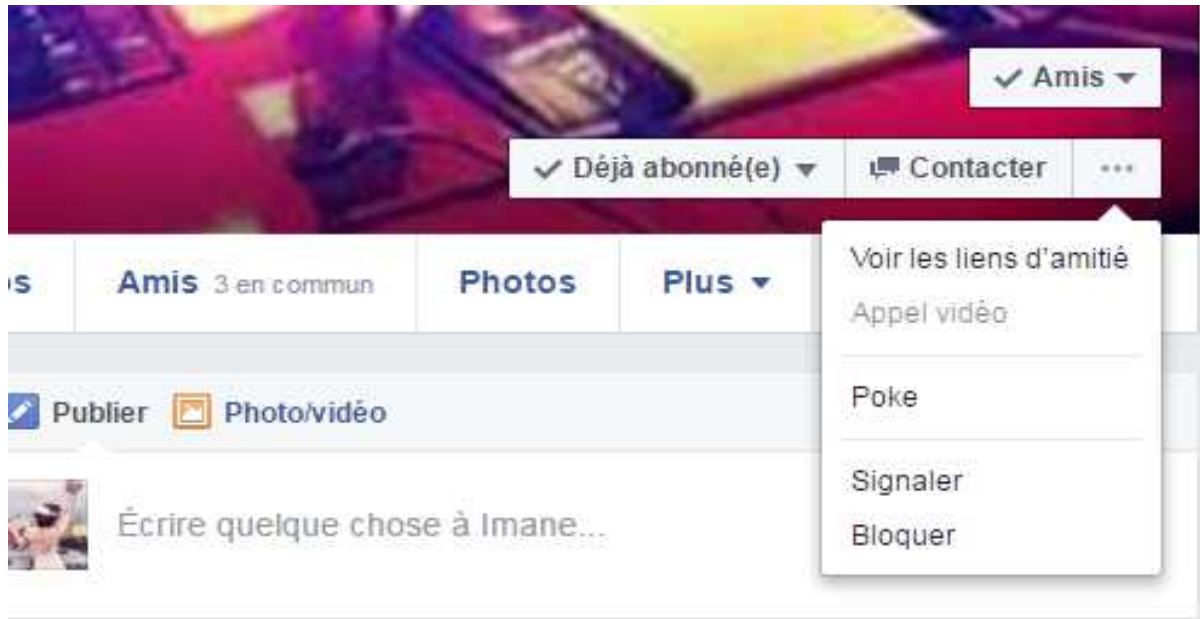 Amis
Déjà abonné(e) Contacter ...
os Amis 3 en commun Photos Plus
Voir les liens d'amitié
Appel vidéo
Poke
Signaler
Bloquer
Publier Photo/vidéo
Écrire quelque chose à Imane...